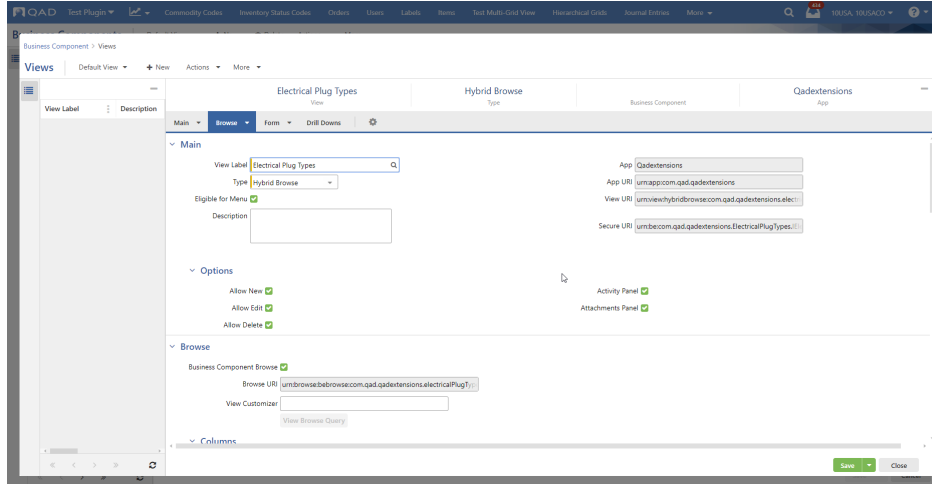 QAD Test Plugin Commodity Codes Inventory Status Codes Orders Users Labels Items Test Multi-Grid View Hierarchical Grids Journal Entries More 434 10USA, 10USACO
Business Component > Views
Views Default View + New Actions More
Electrical Plug Types Hybrid Browse Qadextensions
View Type Business Component App
View Label Description
Main Browse Form Drill Downs
Main
View Label Electrical Plug Types App Qadextensions
Type Hybrid Browse App URI urn:app:com.qad.qadextensions
Eligible for Menu View URI urn:view:hybridbrowse:com.qad.qadextensions.elect
Description Secure URI urn:be:com.qad.qadextensions.ElectricalPlugTypes.
Options
Allow New Activity Panel
Allow Edit Attachments Panel
Allow Delete
Browse
Business Component Browse
Browse URI urn:browse:bebrowse:com.qad.qadextensions.electricalPlugTyp
View Customizer
View Browse Query
Columns
Save Close